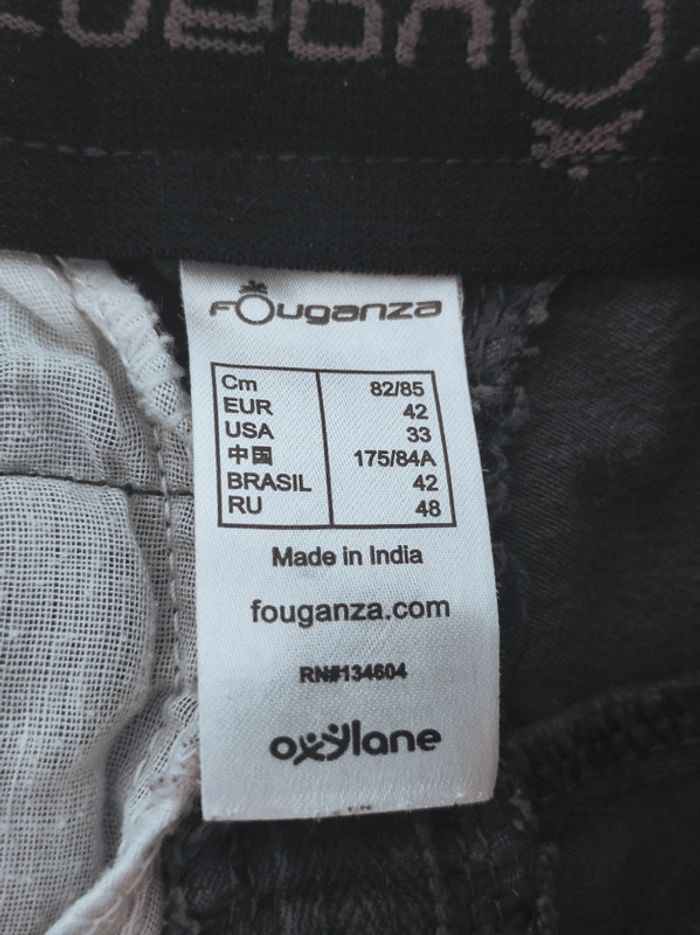 FOuganza
Cm 82/85
EUR 42
USA 33
中国 175/84A
BRASIL 42
RU 48
Made in India
fouganza.com
RN#134604
oxylane